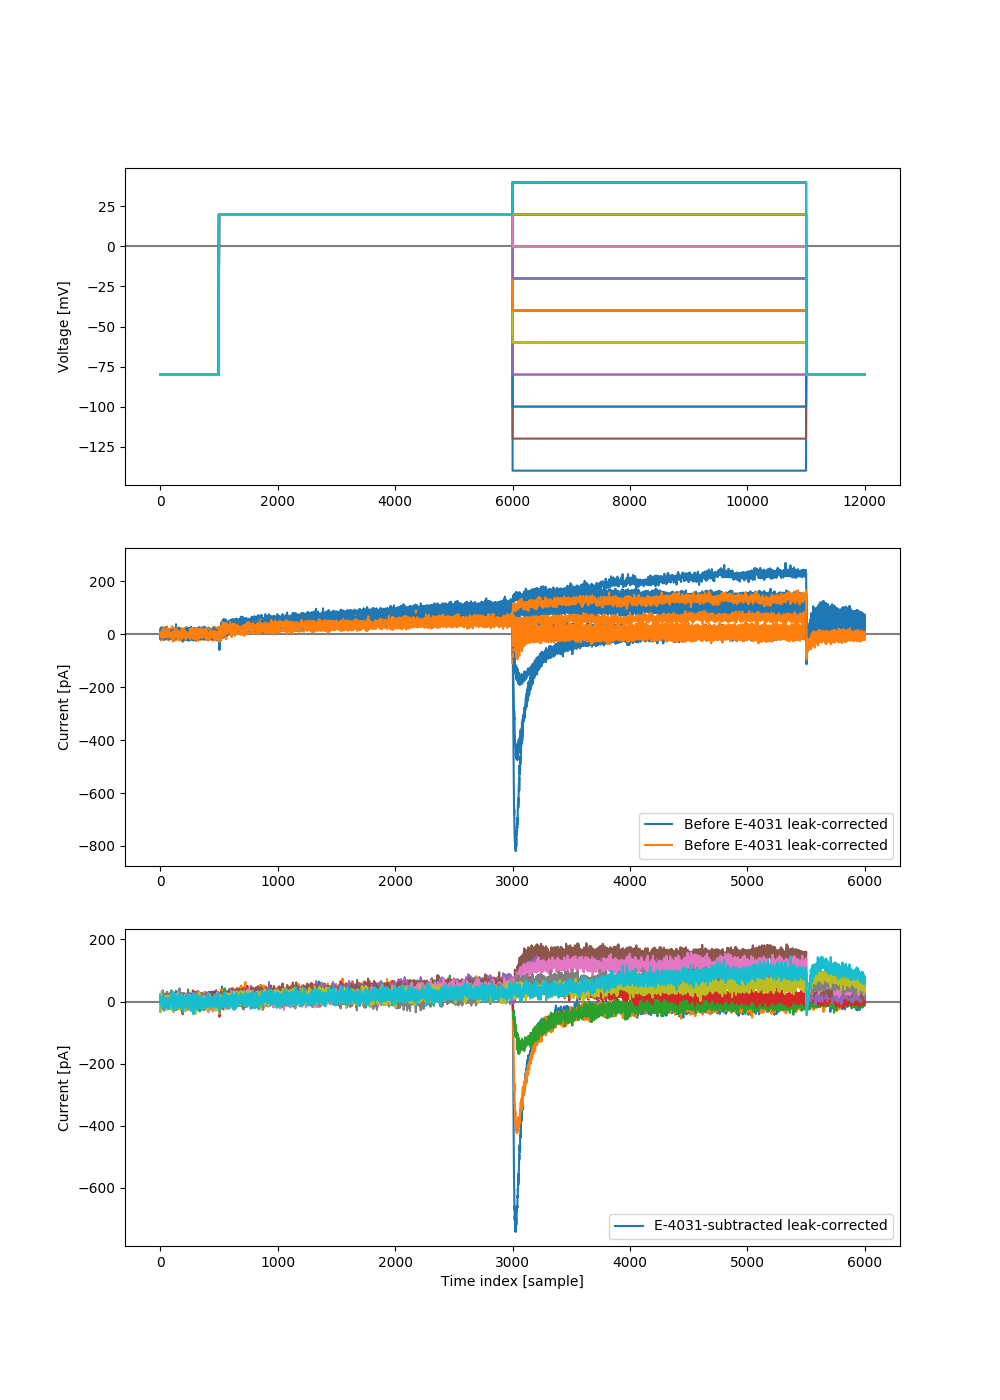 25
0
−25
−50
−75
−100
−125
Voltage [mV]
0 2000 4000 6000 8000 10000 12000
200
0
−200
−400
−600
−800
Current [pA]
Before E-4031 leak-corrected
Before E-4031 leak-corrected
0 1000 2000 3000 4000 5000 6000
200
0
−200
−400
−600
Current [pA]
E-4031-subtracted leak-corrected
0 1000 2000 3000 4000 5000 6000
Time index [sample]